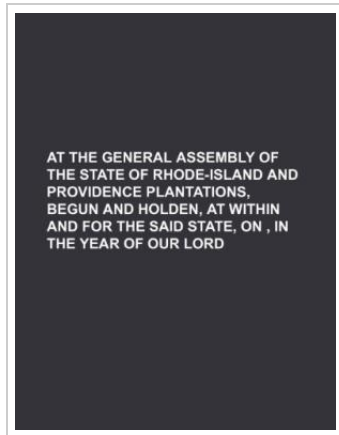 AT THE GENERAL ASSEMBLY OF
THE STATE OF RHODE-ISLAND AND
PROVIDENCE PLANTATIONS,
BEGUN AND HOLDEN, AT WITHIN
AND FOR THE SAID STATE, ON , IN
THE YEAR OF OUR LORD